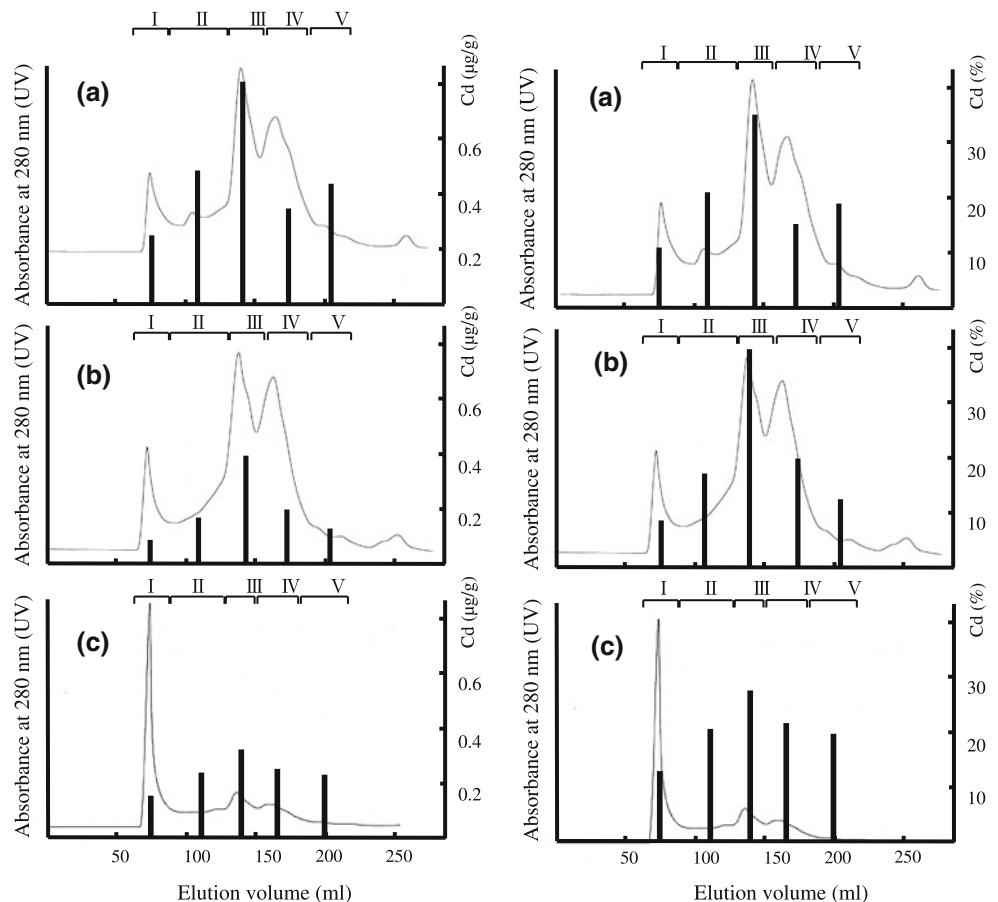 I II III IV V
(a)
Absorbance at 280 nm (UV)
Cd (µg/g)
0.6
0.4
0.2
I II III IV V
(b)
Absorbance at 280 nm (UV)
Cd (µg/g)
0.6
0.4
0.2
I II III IV V
(c)
Absorbance at 280 nm (UV)
Cd (µg/g)
0.6
0.4
0.2
50 100 150 200 250
Elution volume (ml)
I II III IV V
(a)
Absorbance at 280 nm (UV)
Cd (%)
30
20
10
I II III IV V
(b)
Absorbance at 280 nm (UV)
Cd (%)
30
20
10
I II III IV V
(c)
Absorbance at 280 nm (UV)
Cd (%)
30
20
10
50 100 150 200 250
Elution volume (ml)